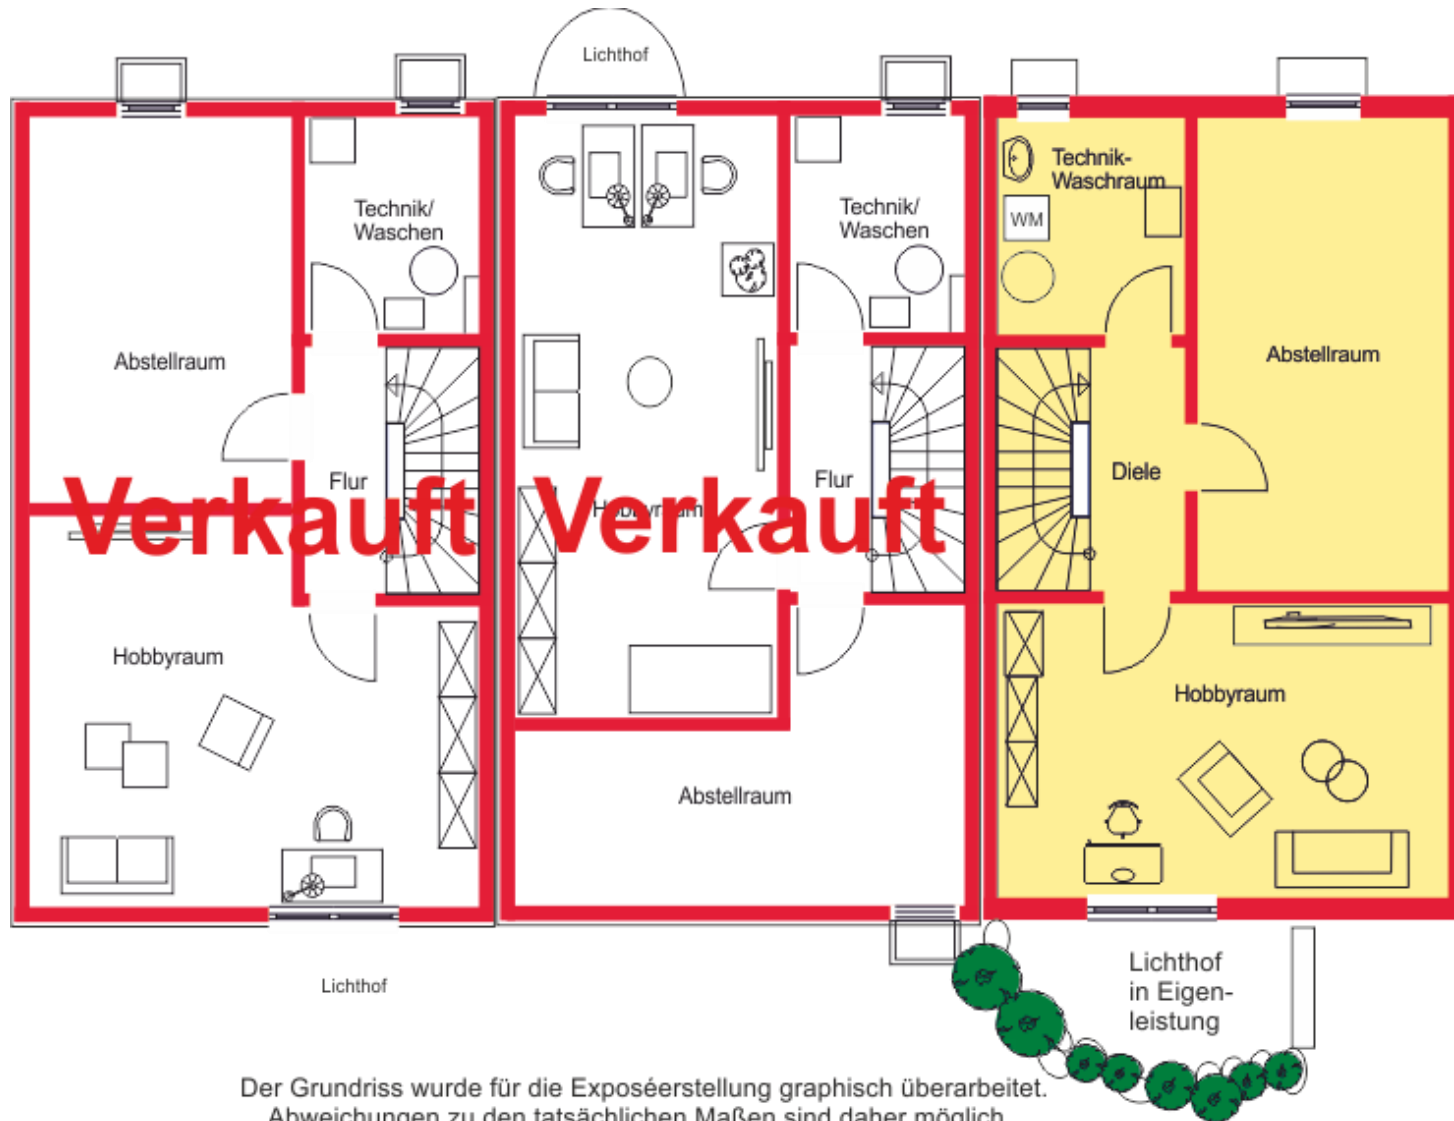 Lichthof
Technik/
Waschen
Abstellraum
Flur
Verkauft
Hobbyraum
Lichthof
Technik/
Waschen
Flur
Hobbyraum
Verkauft
Abstellraum
Technik-
Waschraum
WM
Abstellraum
Diele
Hobbyraum
Lichthof
in Eigen-
leistung
Der Grundriss wurde für die Exposéerstellung graphisch überarbeitet.
Abweichungen zu den tatsächlichen Maßen sind daher möglich